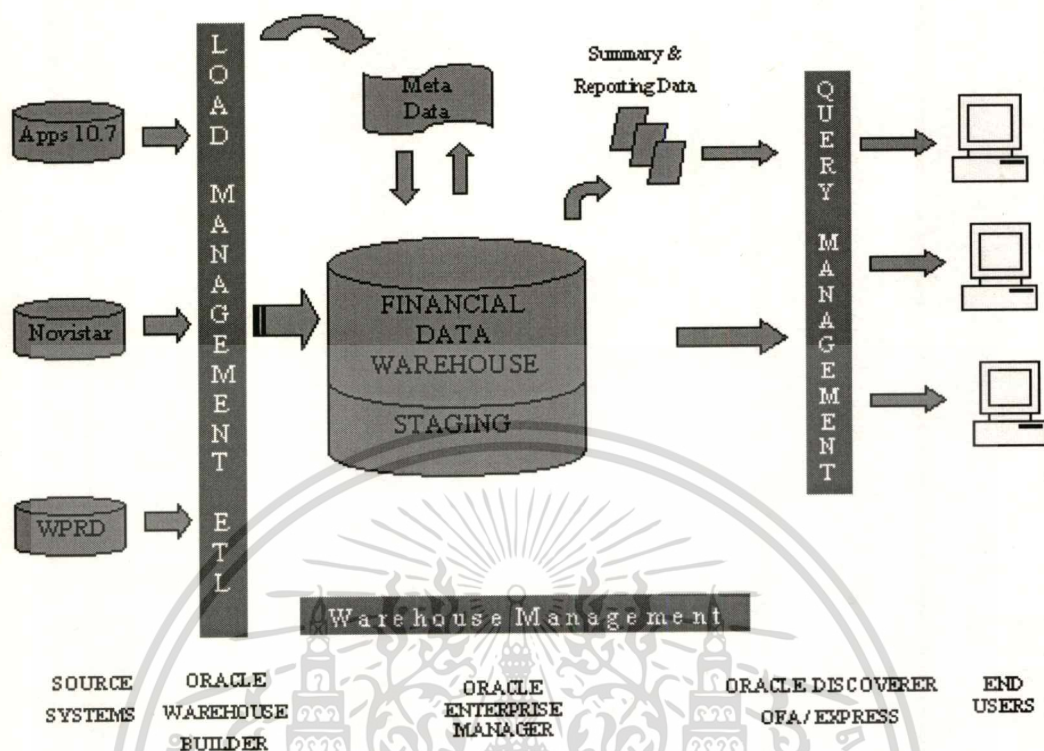 LOAD MANAGEMENT ETL
Meta
Data
Summary &
Reporting Data
QUERY MANAGEMENT
Apps 10.7
Novistar
WPRD
FINANCIAL
DATA
WAREHOUSE
STAGING
Warehouse Management
SOURCE
SYSTEMS
ORACLE
WAREHOUSE
BUILDER
ORACLE
ENTERPRISE
MANAGER
ORACLE DISCOVERER
OFA/EXPRESS
END
USERS